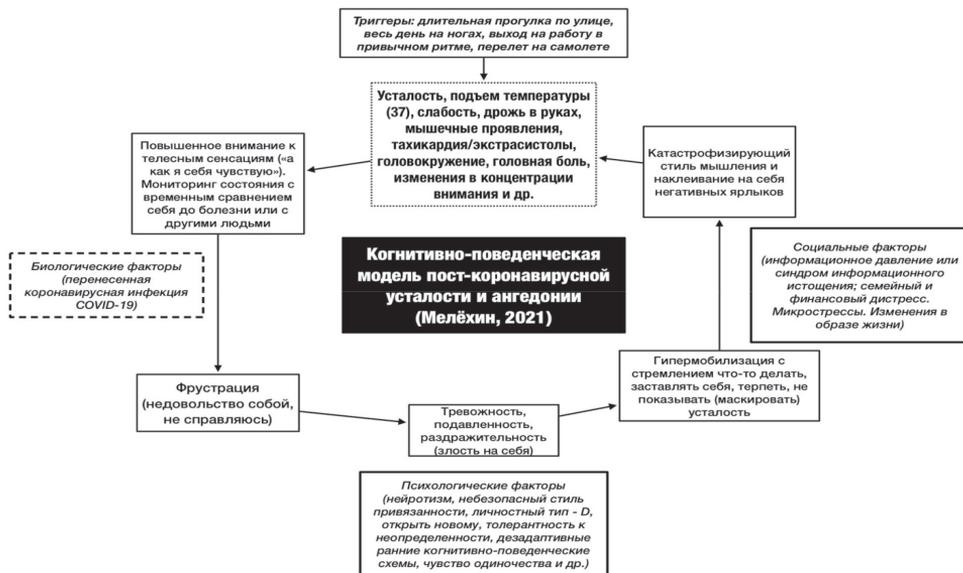 Триггеры: длительная прогулка по улице,
весь день на ногах, выход на работу в
привычном ритме, перелет на самолете
Усталость, подъем температуры
(37), слабость, дрожь в руках,
мышечные проявления,
тахикардия/экстрасистолы,
головокружение, головная боль,
изменения в концентрации
внимания и др.
Повышенное внимание к
телесным сенсациям («а
как я себя чувствую»).
Мониторинг состояния с
временным сравнением
себя до болезни или с
другими людьми
Катастрофизирующий
стиль мышления и
наклеивание на себя
негативных ярлыков
Биологические факторы
(перенесенная
коронавирусная инфекция
COVID-19)
Когнитивно-поведенческая
модель пост-коронавирусной
усталости и ангедонии
(Мелёхин, 2021)
Социальные факторы
(информационное давление или
синдром информационного
истощения; семейный и
финансовый дистресс.
Микрострессы. Изменения в
образе жизни)
Фрустрация
(недовольство собой,
не справляюсь)
Тревожность,
подавленность,
раздражительность
(злость на себя)
Гипермобилизация с
стремлением что-то делать,
заставлять себя, терпеть, не
показывать (маскировать)
усталость
Психологические факторы
(нейротизм, небезопасный стиль
привязанности, личностный тип - D,
открыть новому, толерантность к
неопределенности, дезадаптивные
ранние когнитивно-поведенческие
схемы, чувство одиночества и др.)